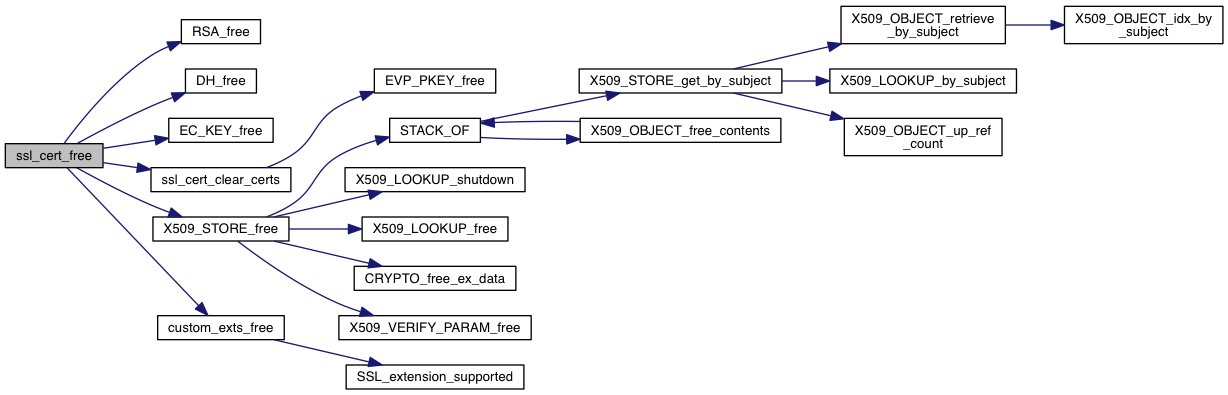 ssl_cert_free
RSA_free
DH_free
EC_KEY_free
ssl_cert_clear_certs
X509_STORE_free
custom_exts_free
EVP_PKEY_free
STACK_OF
X509_LOOKUP_shutdown
X509_LOOKUP_free
CRYPTO_free_ex_data
X509_VERIFY_PARAM_free
SSL_extension_supported
X509_STORE_get_by_subject
X509_OBJECT_free_contents
X509_OBJECT_retrieve
_by_subject
X509_LOOKUP_by_subject
X509_OBJECT_up_ref
_count
X509_OBJECT_idx_by
_subject